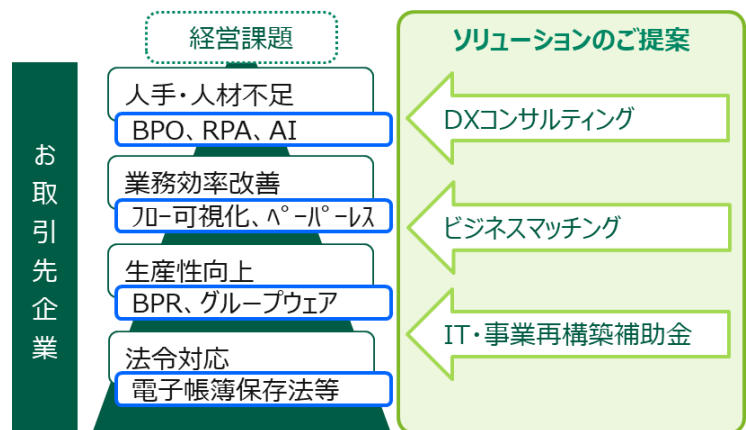 経営課題
ソリューションのご提案
お取引先企業
人手・人材不足
BPO、RPA、AI
業務効率改善
ﾌﾛｰ可視化、ﾍﾟｰﾊﾟｰﾚｽ
生産性向上
BPR、グループウェア
法令対応
電子帳簿保存法等
DXコンサルティング
ビジネスマッチング
IT・事業再構築補助金